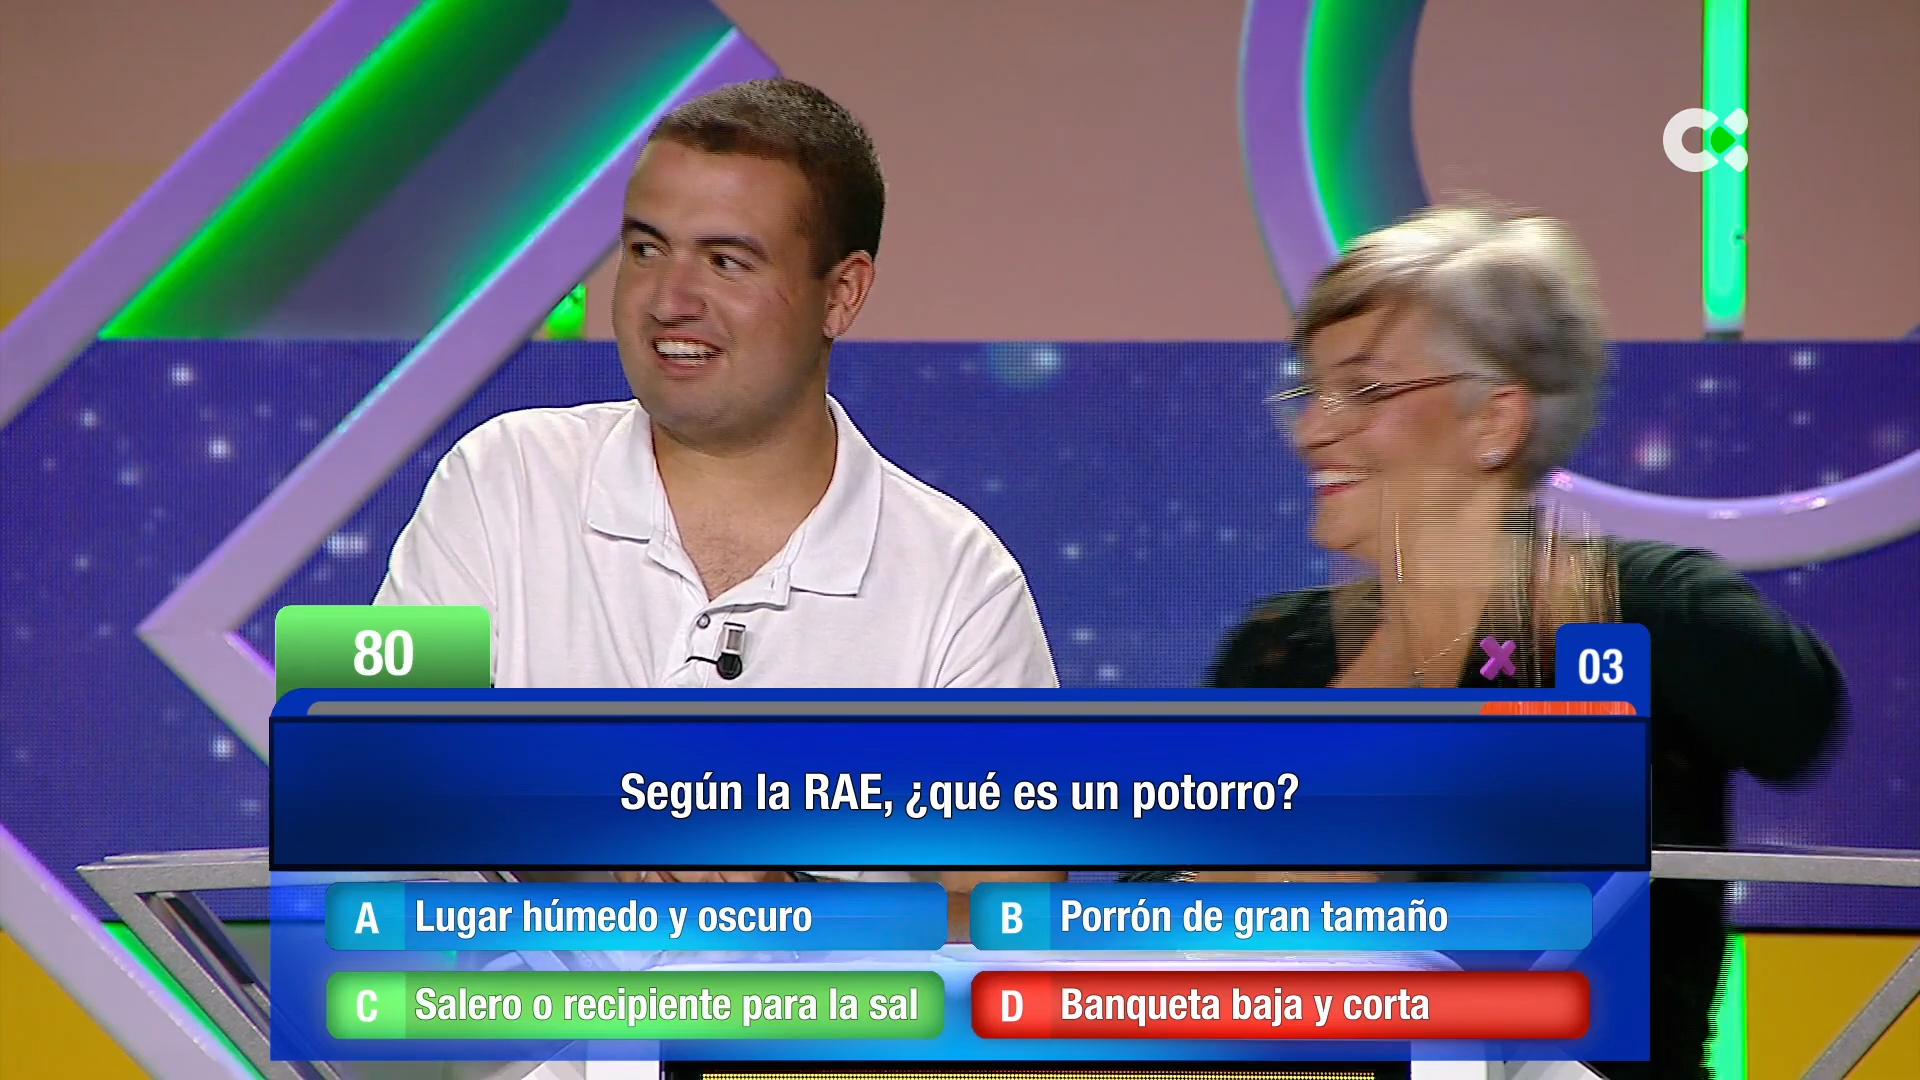 80
03
Según la RAE, ¿qué es un potorro?
A Lugar húmedo y oscuro
B Porrón de gran tamaño
C Salero o recipiente para la sal
D Banqueta baja y corta